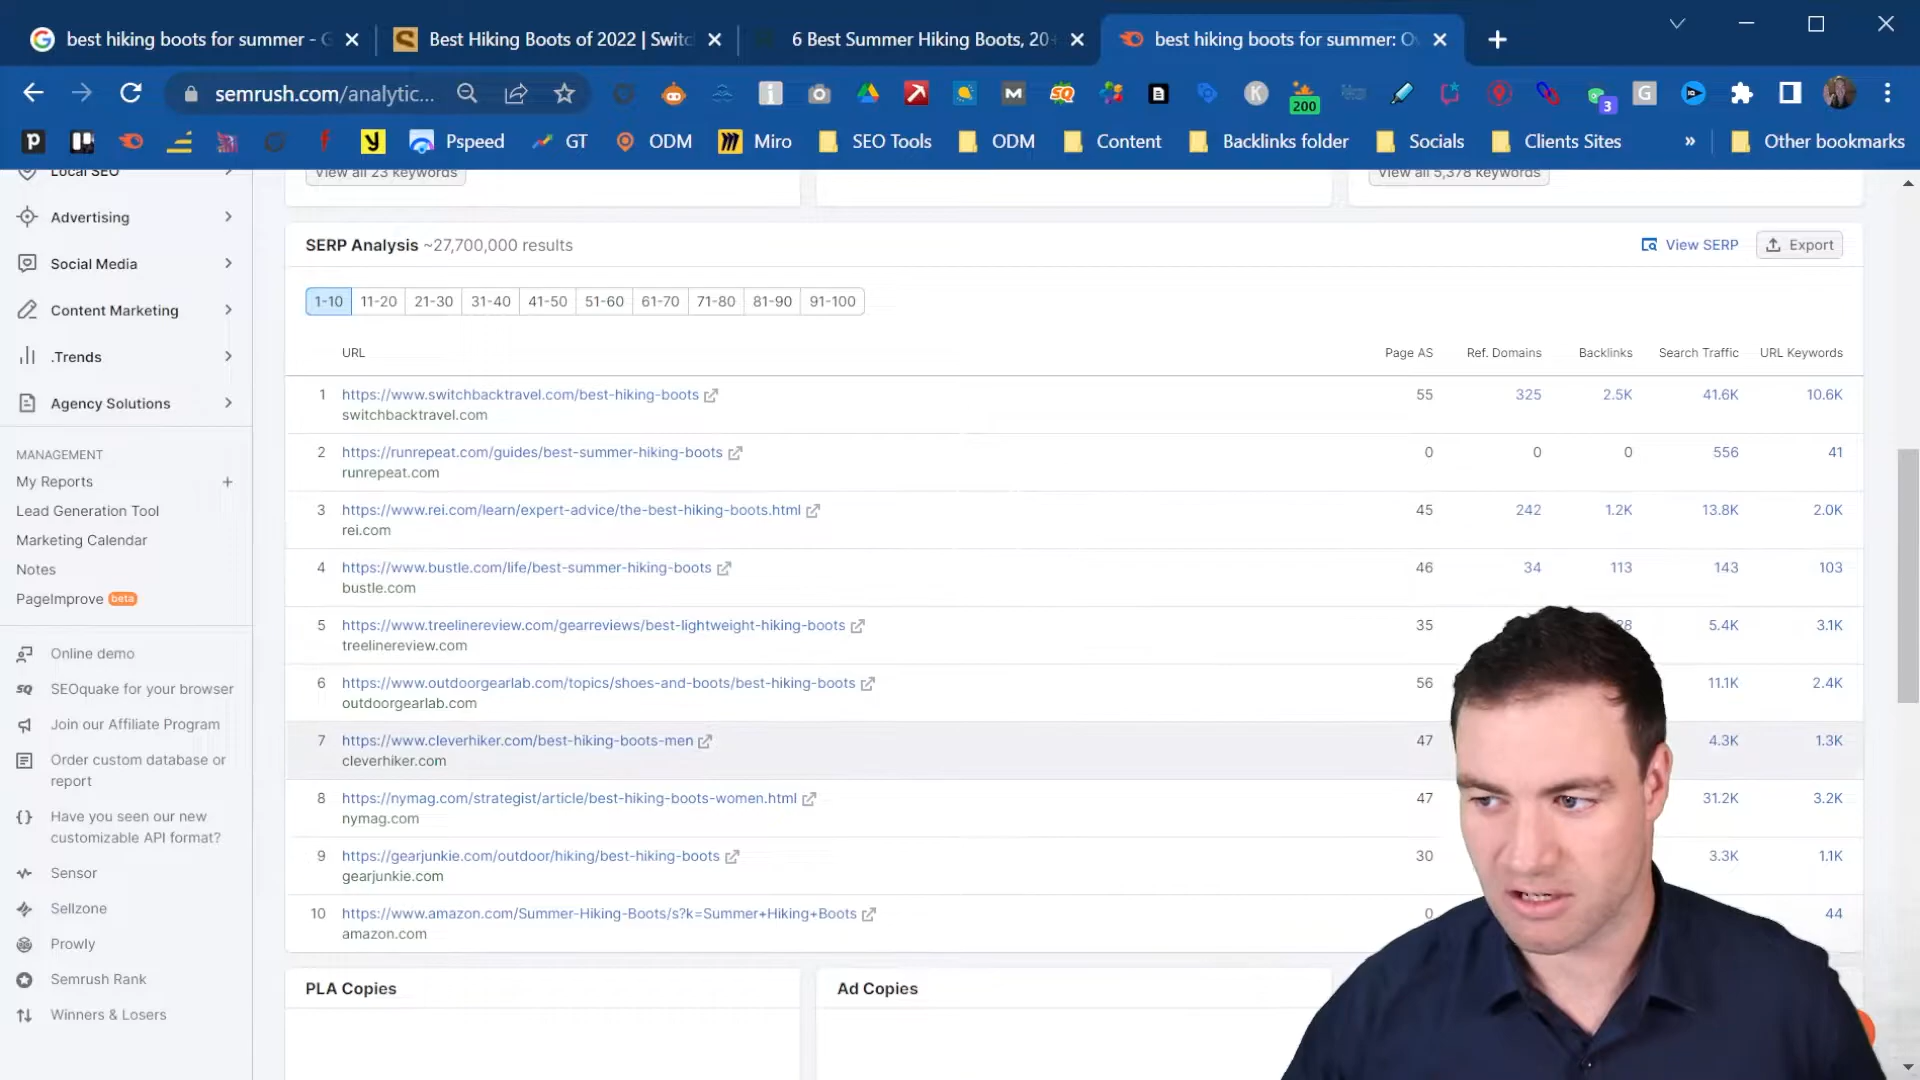 best hiking boots for summer - G
Best Hiking Boots of 2022 | Switc
6 Best Summer Hiking Boots, 20+
best hiking boots for summer: Ov
semrush.com/analytic...
200
3
Pspeed
GT
ODM
Miro
SEO Tools
ODM
Content
Backlinks folder
Socials
Clients Sites
»
Other bookmarks
Local SEO
Advertising
Social Media
Content Marketing
.Trends
Agency Solutions
MANAGEMENT
My Reports +
Lead Generation Tool
Marketing Calendar
Notes
PageImprove beta
Online demo
SEOquake for your browser
Join our Affiliate Program
Order custom database or
report
Have you seen our new
customizable API format?
Sensor
Sellzone
Prowly
Semrush Rank
Winners & Losers
View all 23 keywords
View all 5,378 keywords
SERP Analysis ~27,700,000 results
View SERP
Export
1-10 11-20 21-30 31-40 41-50 51-60 61-70 71-80 81-90 91-100
URL Page AS Ref. Domains Backlinks Search Traffic URL Keywords
1 https://www.switchbacktravel.com/best-hiking-boots 55 325 2.5K 41.6K 10.6K
switchbacktravel.com
2 https://runrepeat.com/guides/best-summer-hiking-boots 0 0 0 556 41
runrepeat.com
3 https://www.rei.com/learn/expert-advice/the-best-hiking-boots.html 45 242 1.2K 13.8K 2.0K
rei.com
4 https://www.bustle.com/life/best-summer-hiking-boots 46 34 113 143 103
bustle.com
5 https://www.treelinereview.com/gearreviews/best-lightweight-hiking-boots 35 5.4K 3.1K
treelinereview.com
6 https://www.outdoorgearlab.com/topics/shoes-and-boots/best-hiking-boots 56 11.1K 2.4K
outdoorgearlab.com
7 https://www.cleverhiker.com/best-hiking-boots-men 47 4.3K 1.3K
cleverhiker.com
8 https://nymag.com/strategist/article/best-hiking-boots-women.html 47 31.2K 3.2K
nymag.com
9 https://gearjunkie.com/outdoor/hiking/best-hiking-boots 30 3.3K 1.1K
gearjunkie.com
10 https://www.amazon.com/Summer-Hiking-Boots/s?k=Summer+Hiking+Boots 0 44
amazon.com
PLA Copies
Ad Copies